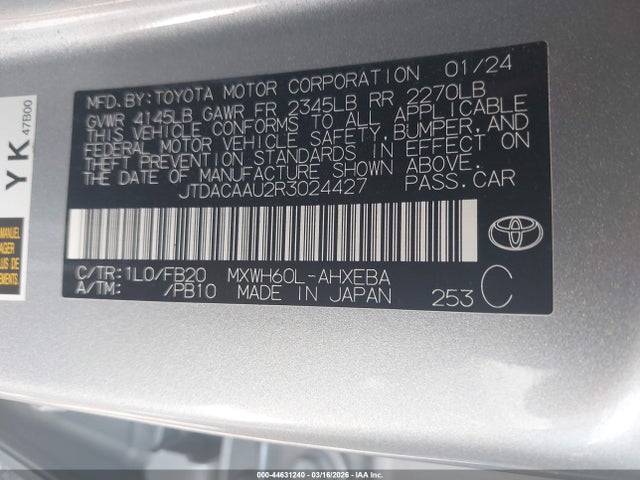 MFD. BY: TOYOTA MOTOR CORPORATION 01/24
GVWR 4145LB GAWR FR 2345LB RR 2270LB
THIS VEHICLE CONFORMS TO ALL APPLICABLE
FEDERAL MOTOR VEHICLE SAFETY, BUMPER, AND
THEFT PREVENTION STANDARDS IN EFFECT ON
THE DATE OF MANUFACTURE SHOWN ABOVE.
JTDACAAU2R3024427 PASS.CAR
C/TR: 1L0/FB20 MXWH60L-AHXEBA
A/TM: /PB10 MADE IN JAPAN 253 C
TOYOTA
YK
47B00
MANUEL
000-44631240 - 03/16/2026 - IAA, Inc.